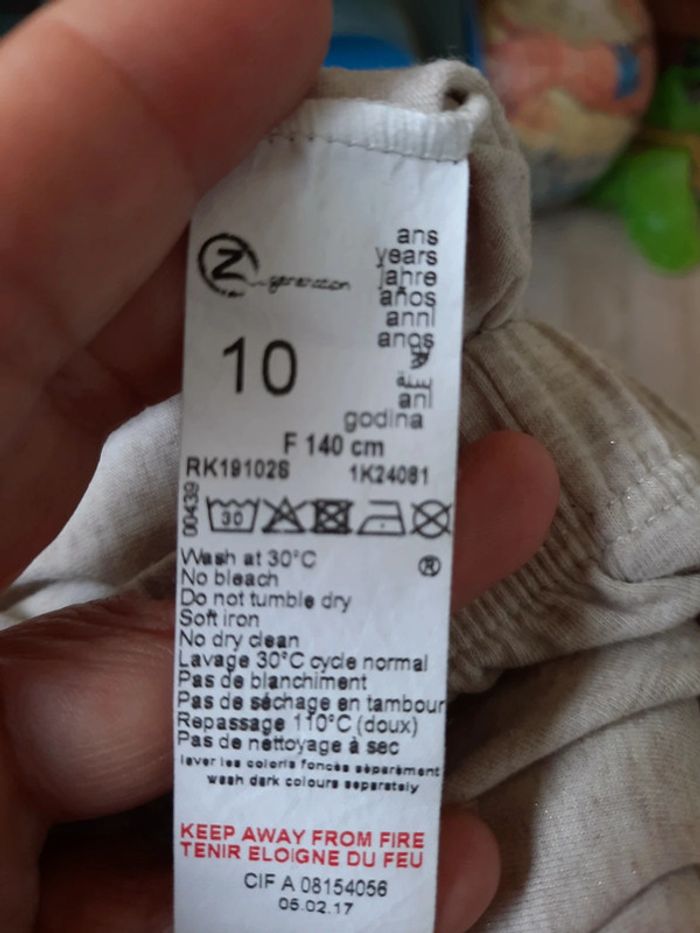 Z generation
ans
years
jahre
años
anni
anos
سنة
ani
godina
10
F 140 cm
RK19102S 1K24081
00439
30
Wash at 30°C
®
No bleach
Do not tumble dry
Soft iron
No dry clean
Lavage 30°C cycle normal
Pas de blanchiment
Pas de séchage en tambour
Repassage 110°C (doux)
Pas de nettoyage à sec
laver les coloris foncés séparément
wash dark colours separately
KEEP AWAY FROM FIRE
TENIR ELOIGNE DU FEU
CIF A 08154056
06.02.17